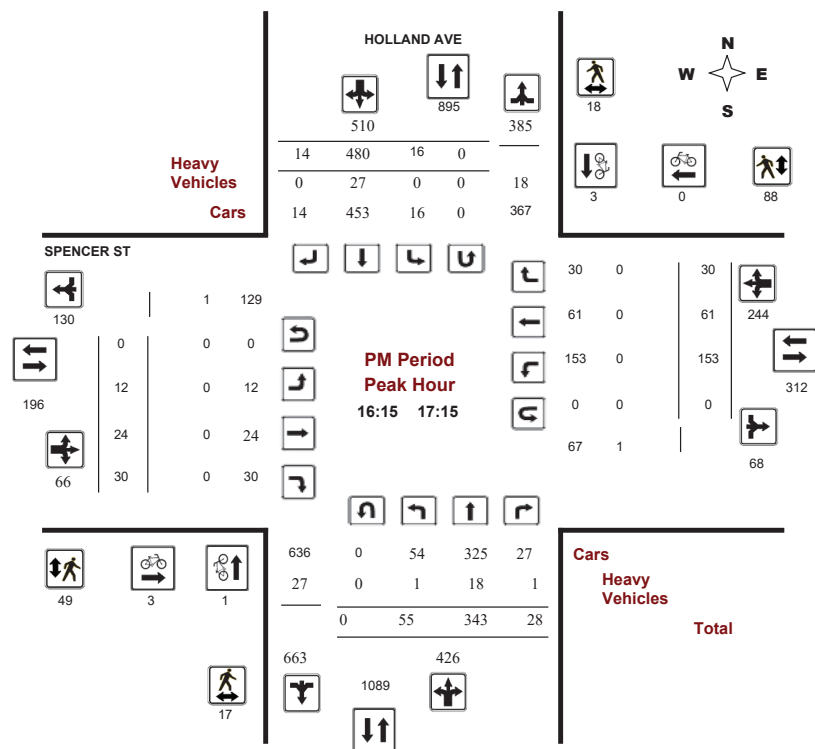 HOLLAND AVE
N
W E
S
895
18
510 385
14 480 16 0
Heavy
Vehicles
0 27 0 0 18
Cars 14 453 16 0 367
3 0 88
SPENCER ST
130
1 129
0 0 0
12 0 12
196
24 0 24
66
30 0 30
PM Period
Peak Hour
16:15 17:15
30 0 30
61 0 61
244
153 0 153
312
0 0 0
67 1
68
636 0 54 325 27 Cars
27 0 1 18 1 Heavy
Vehicles
0 55 343 28 Total
49 3 1
663 426
1089
17